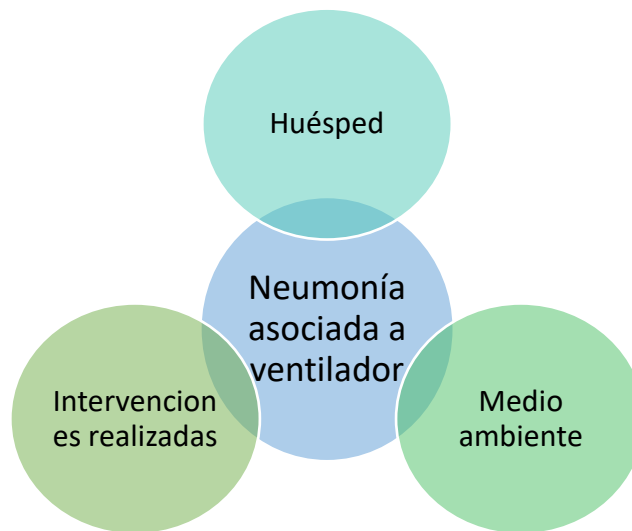 Huésped
Neumonía
asociada a
ventilador
Intervencion
es realizadas
Medio
ambiente